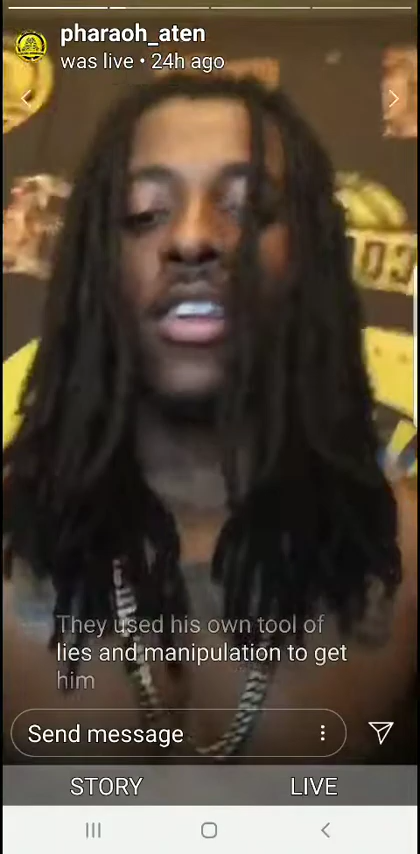 pharaoh_aten
was live • 24h ago
They used his own tool of
lies and manipulation to get
him
Send message
STORY
LIVE